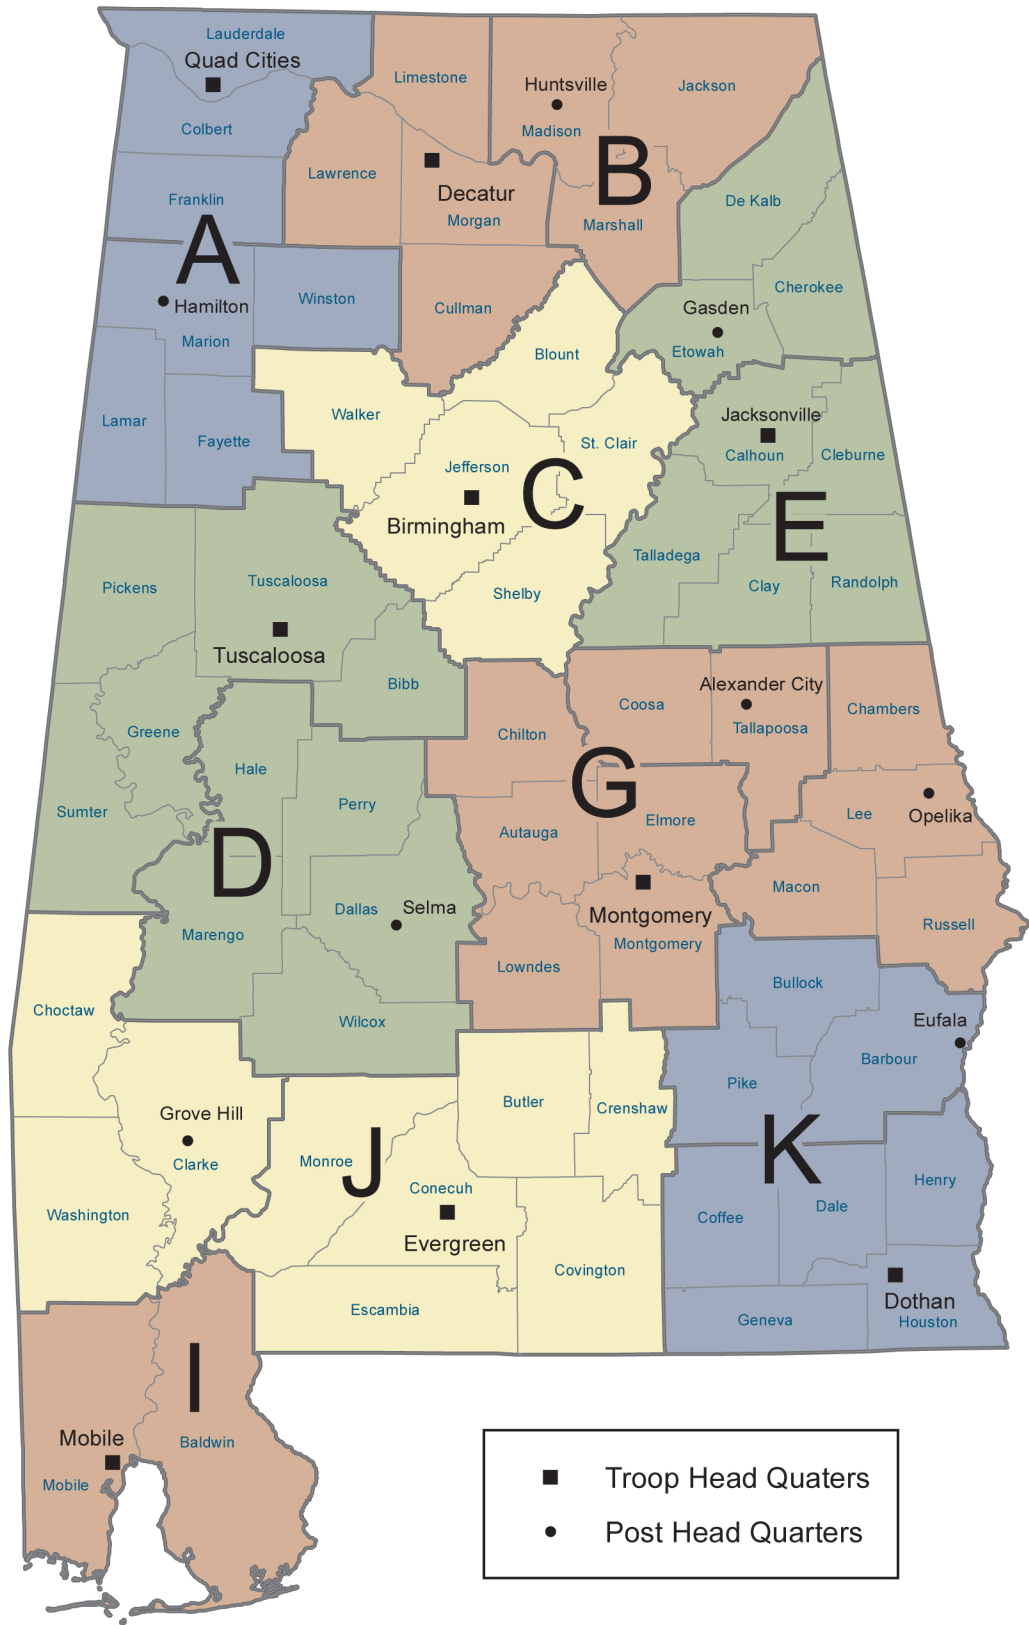 Lauderdale
Quad Cities
Colbert
Franklin
A
Hamilton
Marion
Winston
Lamar
Fayette
Limestone
Huntsville
Madison
Jackson
Lawrence
B
Decatur
Morgan
Marshall
Cullman
De Kalb
Cherokee
Gasden
Etowah
Blount
Walker
St. Clair
Jefferson
C
Birmingham
Shelby
Jacksonville
Calhoun
Cleburne
E
Talladega
Clay
Randolph
Pickens
Tuscaloosa
Tuscaloosa
Bibb
Greene
Hale
Sumter
Perry
D
Dallas
Selma
Marengo
Wilcox
Coosa
Alexander City
Tallapoosa
Chambers
Chilton
G
Autauga
Elmore
Lee
Opelika
Macon
Montgomery
Montgomery
Russell
Lowndes
Choctaw
Grove Hill
Clarke
Washington
Butler
Crenshaw
Monroe
J
Conecuh
Evergreen
Covington
Escambia
Bullock
Eufala
Barbour
Pike
K
Henry
Coffee
Dale
Dothan
Houston
Geneva
I
Mobile
Baldwin
Mobile
Troop Head Quaters
Post Head Quarters